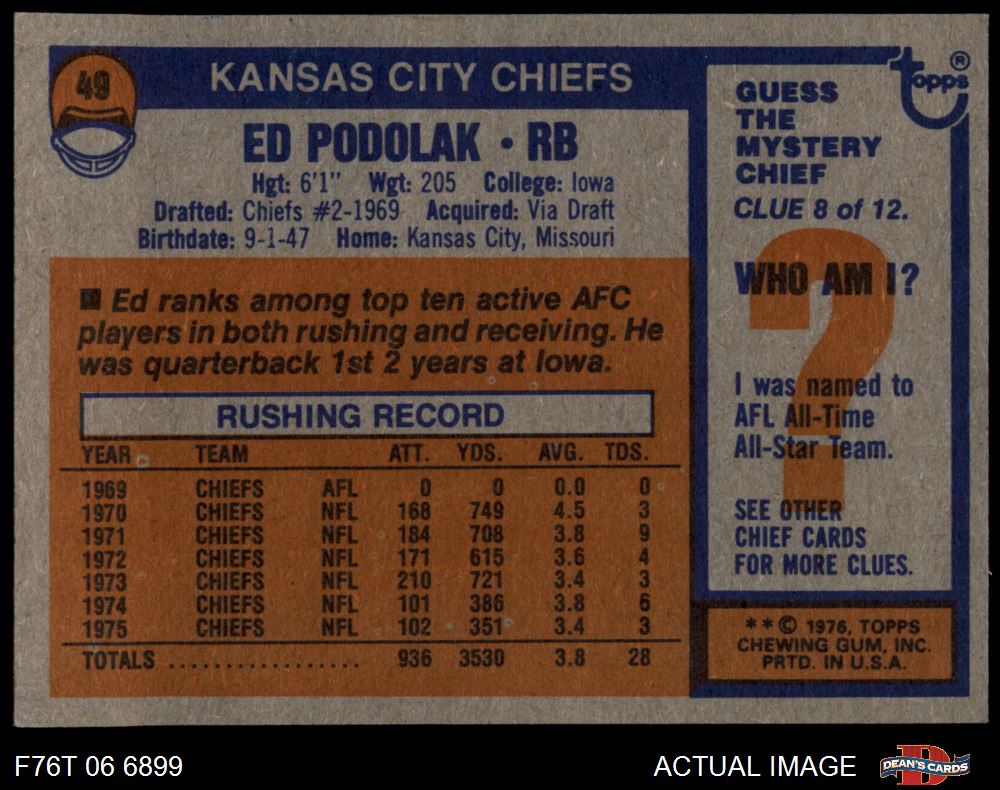 49
KANSAS CITY CHIEFS
ED PODOLAK • RB
Hgt: 6'1" Wgt: 205 College: Iowa
Drafted: Chiefs #2-1969 Acquired: Via Draft
Birthdate: 9-1-47 Home: Kansas City, Missouri
■ Ed ranks among top ten active AFC
players in both rushing and receiving. He
was quarterback 1st 2 years at Iowa.
RUSHING RECORD
YEAR TEAM ATT. YDS. AVG. TDS.
1969 CHIEFS AFL 0 0 0.0 0
1970 CHIEFS NFL 168 749 4.5 3
1971 CHIEFS NFL 184 708 3.8 9
1972 CHIEFS NFL 171 615 3.6 4
1973 CHIEFS NFL 210 721 3.4 3
1974 CHIEFS NFL 101 386 3.8 6
1975 CHIEFS NFL 102 351 3.4 3
TOTALS ................. 936 3530 3.8 28
topps ®
GUESS
THE
MYSTERY
CHIEF
CLUE 8 of 12.
?
WHO AM I?
I was named to
AFL All-Time
All-Star Team.
SEE OTHER
CHIEF CARDS
FOR MORE CLUES.
**© 1976, TOPPS
CHEWING GUM, INC.
PRTD. IN U.S.A.
F76T 06 6899
ACTUAL IMAGE
D
DEAN'S CARDS